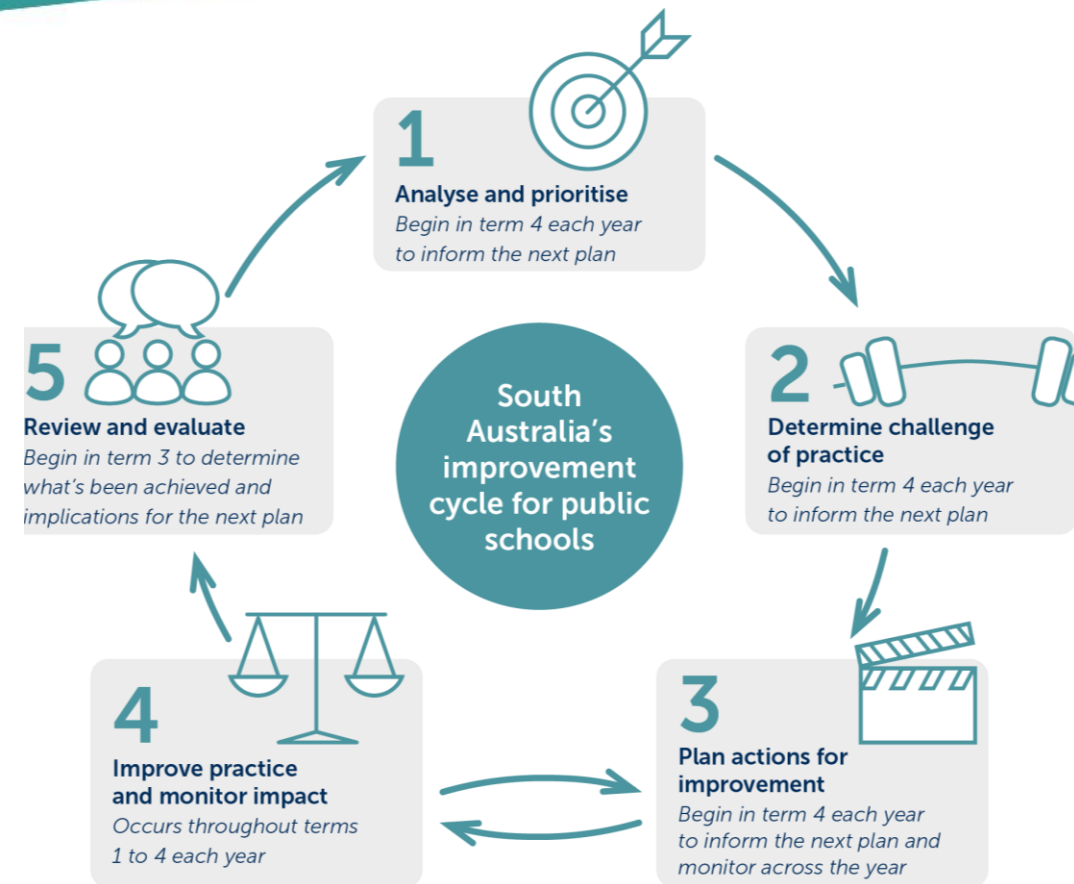 1
Analyse and prioritise
Begin in term 4 each year
to inform the next plan
2
Determine challenge
of practice
Begin in term 4 each year
to inform the next plan
3
Plan actions for
improvement
Begin in term 4 each year
to inform the next plan and
monitor across the year
4
Improve practice
and monitor impact
Occurs throughout terms
1 to 4 each year
5
Review and evaluate
Begin in term 3 to determine
what's been achieved and
implications for the next plan
South
Australia's
improvement
cycle for public
schools